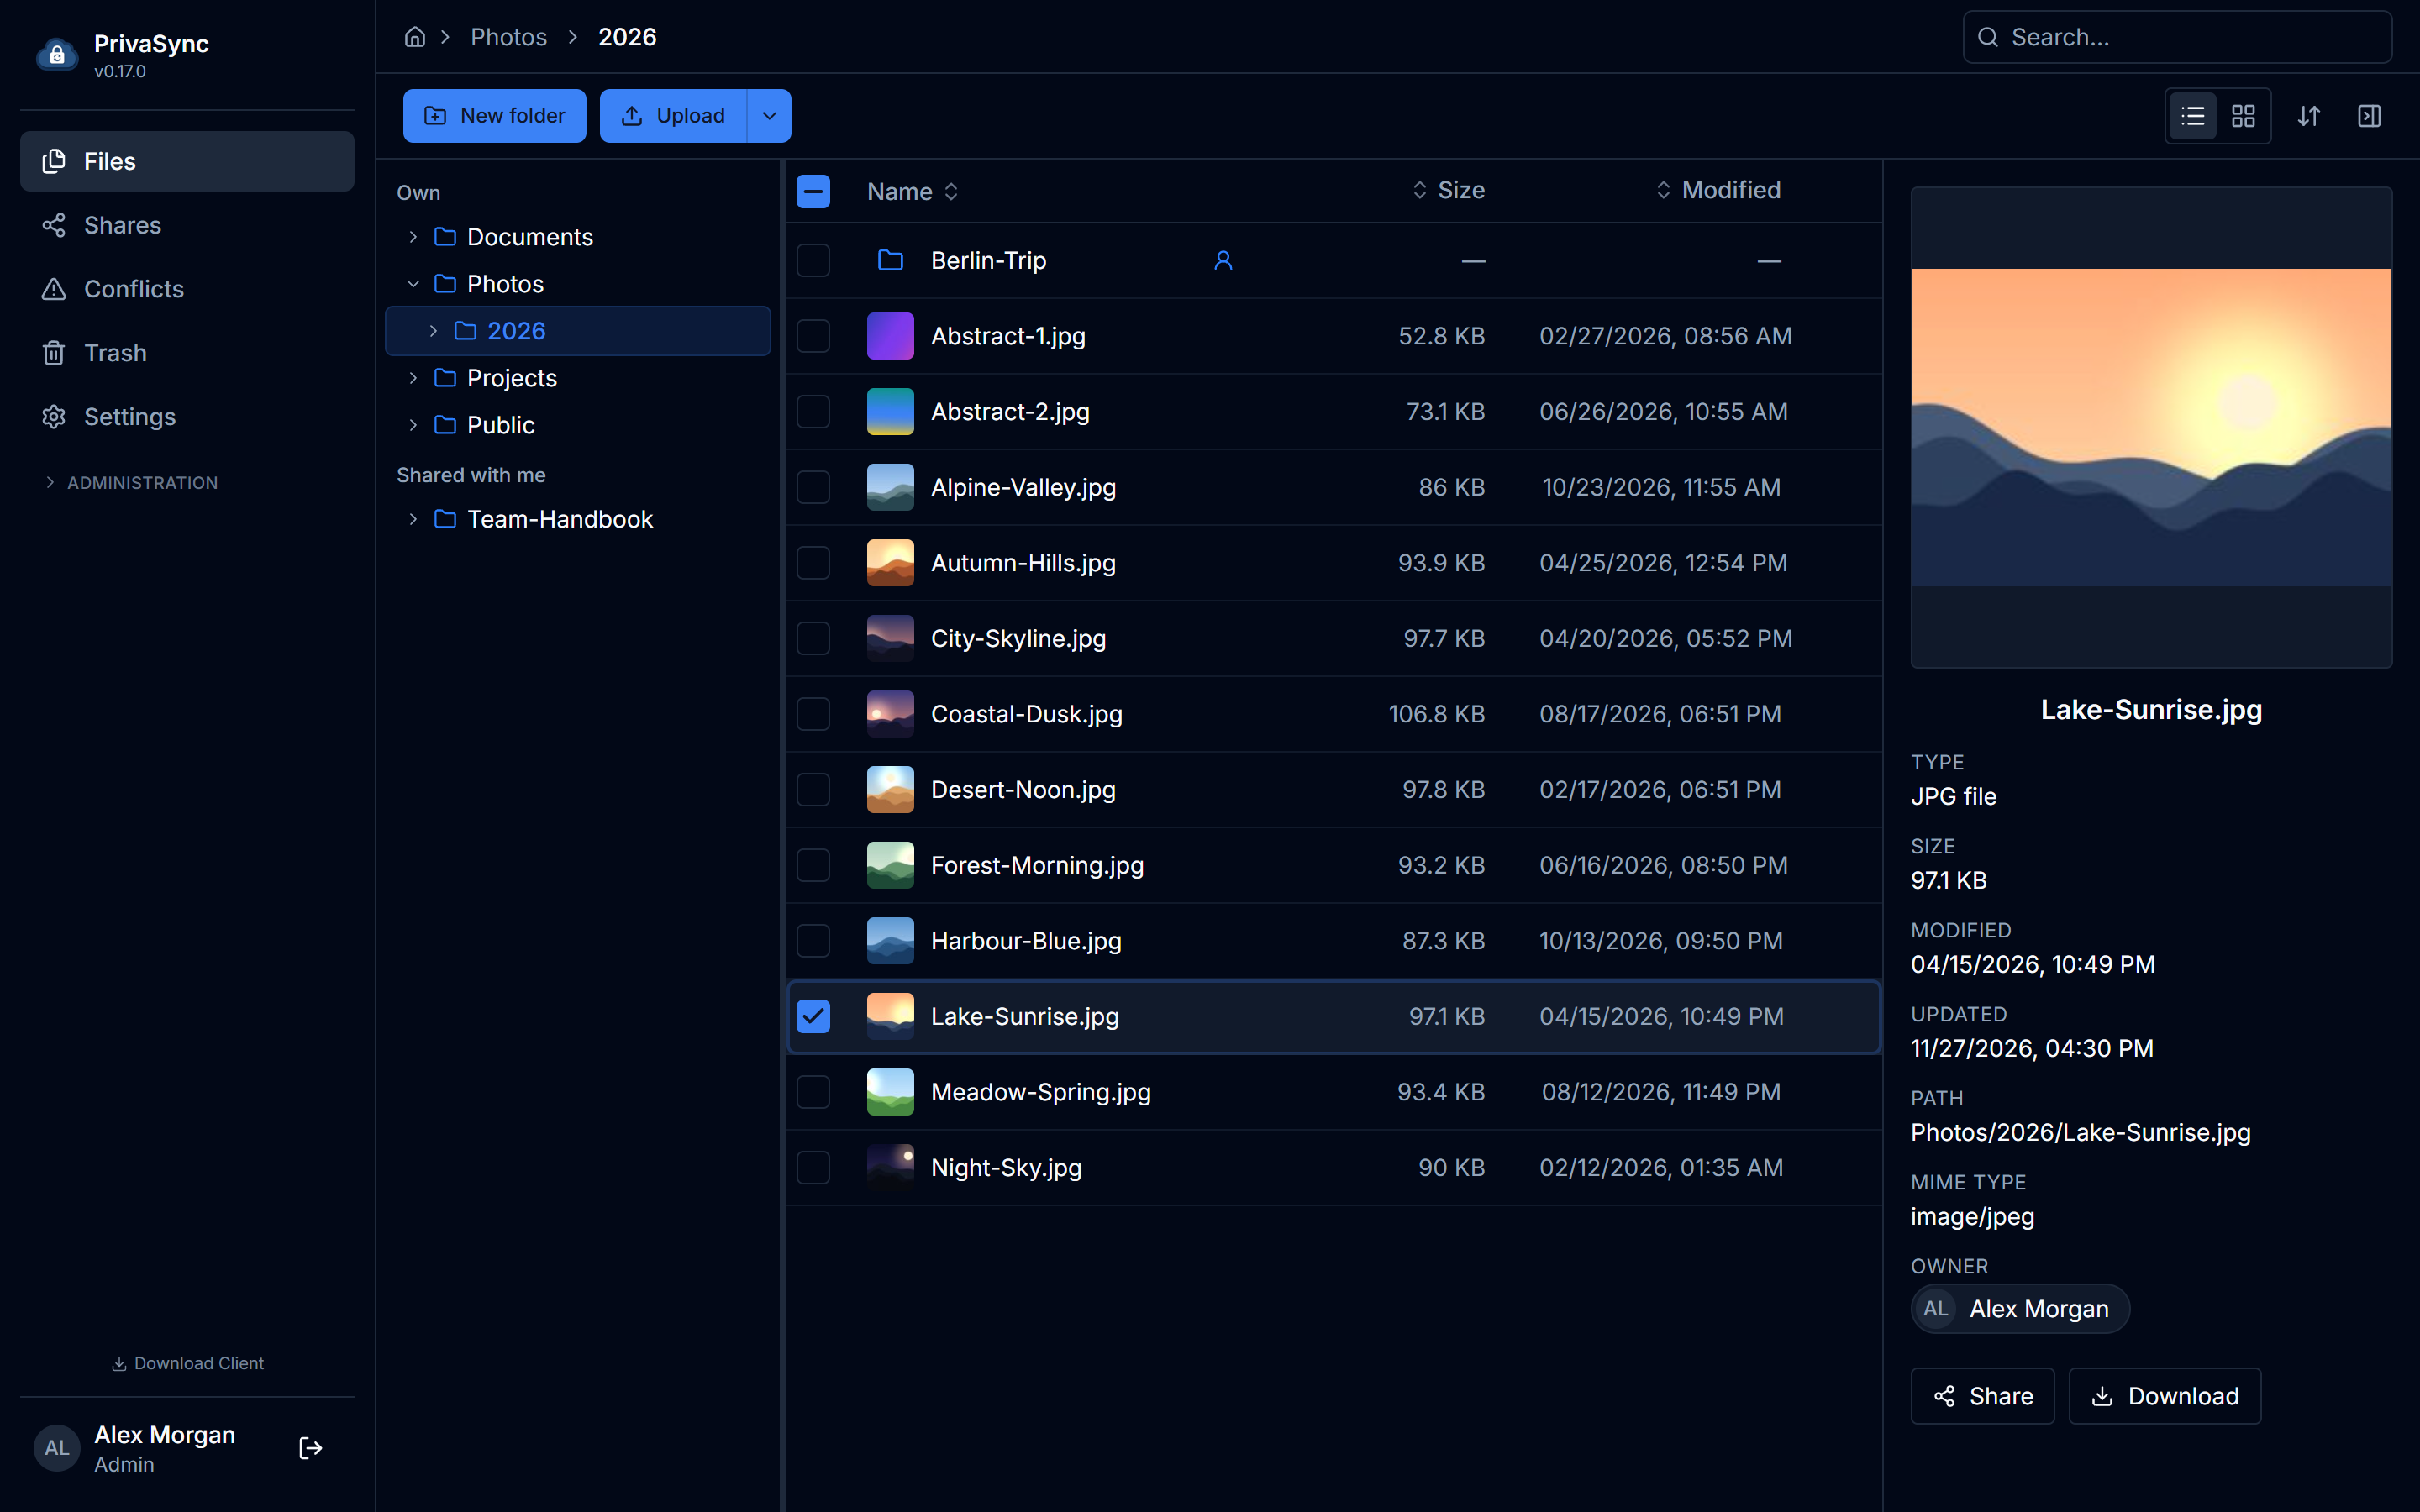 PrivaSync
v0.17.0
Files
Shares
Conflicts
Trash
Settings
ADMINISTRATION
Download Client
AL
Alex Morgan
Admin
Photos
2026
Search...
New folder
Upload
Own
Documents
Photos
2026
Projects
Public
Shared with me
Team-Handbook
Name Size Modified
Berlin-Trip — —
Abstract-1.jpg 52.8 KB 02/27/2026, 08:56 AM
Abstract-2.jpg 73.1 KB 06/26/2026, 10:55 AM
Alpine-Valley.jpg 86 KB 10/23/2026, 11:55 AM
Autumn-Hills.jpg 93.9 KB 04/25/2026, 12:54 PM
City-Skyline.jpg 97.7 KB 04/20/2026, 05:52 PM
Coastal-Dusk.jpg 106.8 KB 08/17/2026, 06:51 PM
Desert-Noon.jpg 97.8 KB 02/17/2026, 06:51 PM
Forest-Morning.jpg 93.2 KB 06/16/2026, 08:50 PM
Harbour-Blue.jpg 87.3 KB 10/13/2026, 09:50 PM
Lake-Sunrise.jpg 97.1 KB 04/15/2026, 10:49 PM
Meadow-Spring.jpg 93.4 KB 08/12/2026, 11:49 PM
Night-Sky.jpg 90 KB 02/12/2026, 01:35 AM
Lake-Sunrise.jpg
TYPE
JPG file
SIZE
97.1 KB
MODIFIED
04/15/2026, 10:49 PM
UPDATED
11/27/2026, 04:30 PM
PATH
Photos/2026/Lake-Sunrise.jpg
MIME TYPE
image/jpeg
OWNER
AL Alex Morgan
Share
Download